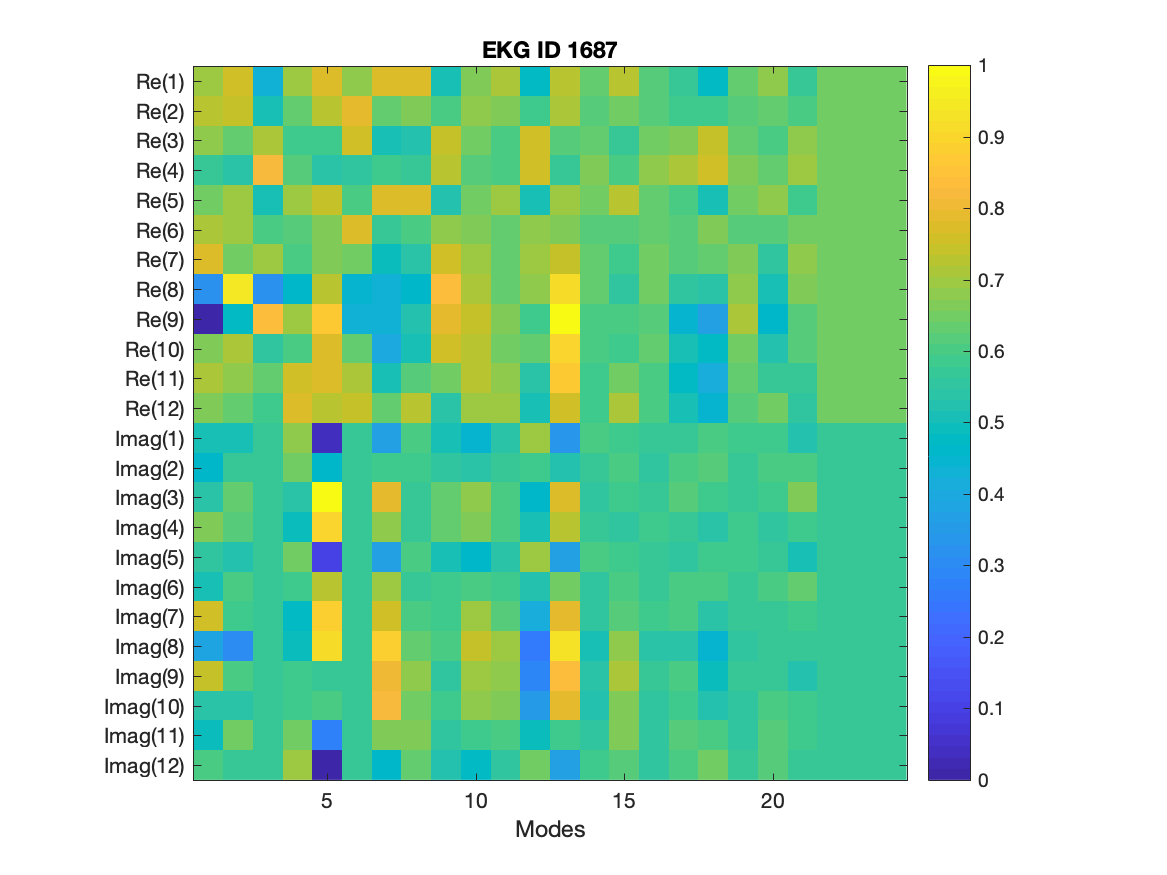 EKG ID 1687
Re(1)
Re(2)
Re(3)
Re(4)
Re(5)
Re(6)
Re(7)
Re(8)
Re(9)
Re(10)
Re(11)
Re(12)
Imag(1)
Imag(2)
Imag(3)
Imag(4)
Imag(5)
Imag(6)
Imag(7)
Imag(8)
Imag(9)
Imag(10)
Imag(11)
Imag(12)
5 10 15 20
Modes
1
0.9
0.8
0.7
0.6
0.5
0.4
0.3
0.2
0.1
0